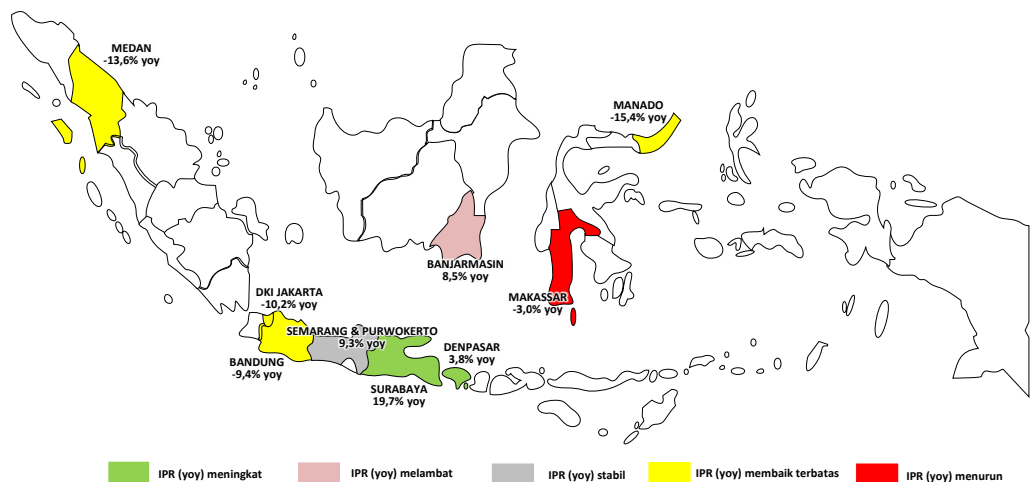 MEDAN
-13,6% yoy
MANADO
-15,4% yoy
BANJARMASIN
8,5% yoy
MAKASSAR
-3,0% yoy
DKI JAKARTA
-10,2% yoy
SEMARANG & PURWOKERTO
9,3% yoy
DENPASAR
3,8% yoy
BANDUNG
-9,4% yoy
SURABAYA
19,7% yoy
IPR (yoy) meningkat
IPR (yoy) melambat
IPR (yoy) stabil
IPR (yoy) membaik terbatas
IPR (yoy) menurun